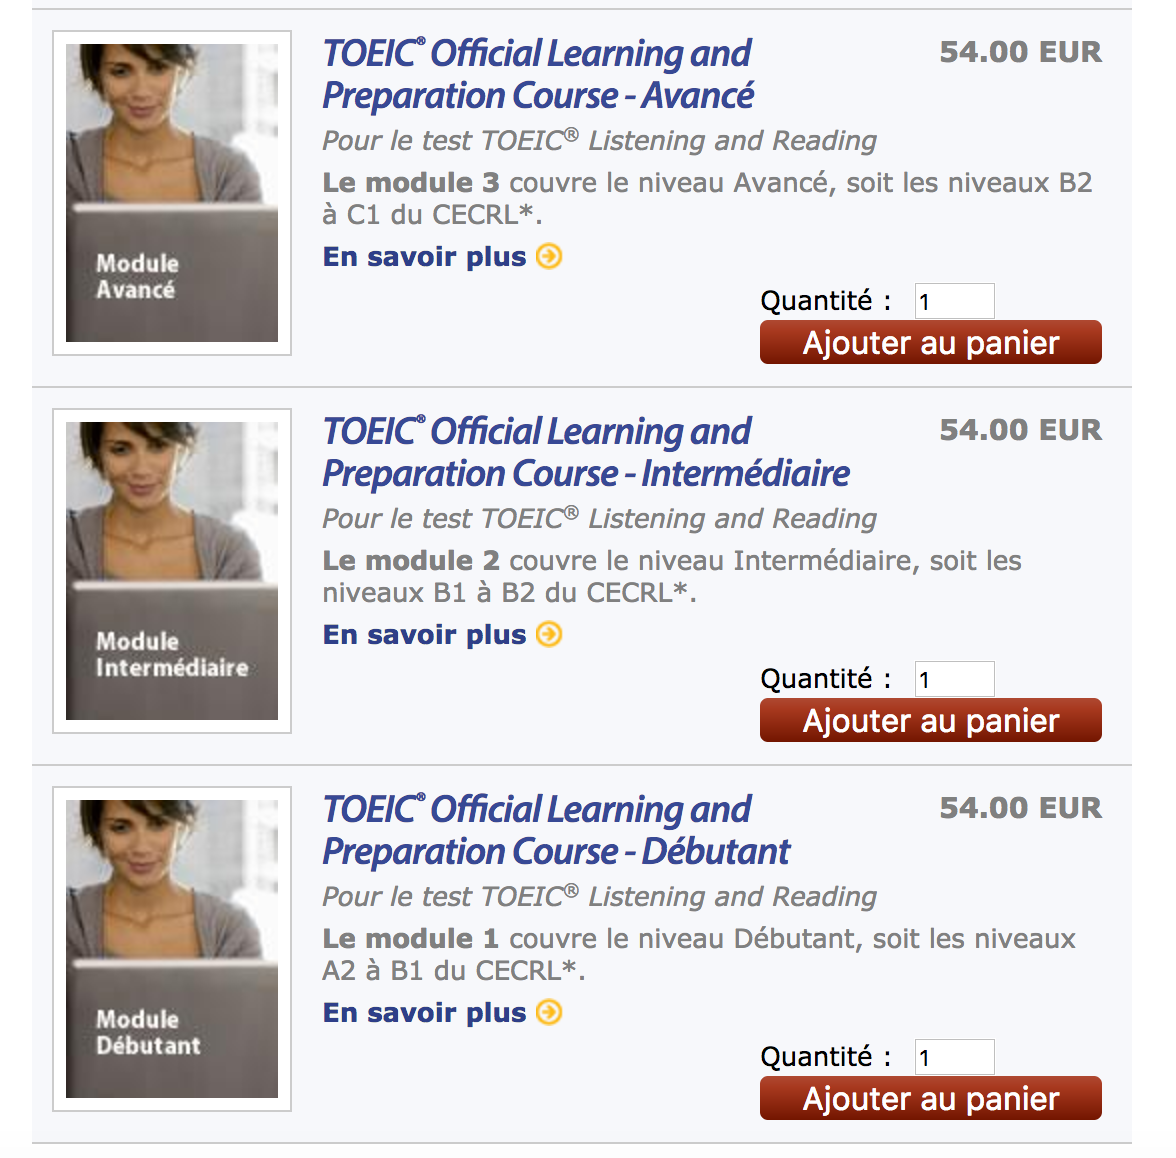 TOEIC® Official Learning and
Preparation Course - Avancé
54.00 EUR
Pour le test TOEIC® Listening and Reading
Le module 3 couvre le niveau Avancé, soit les niveaux B2
à C1 du CECRL*.
En savoir plus
Module
Avancé
Quantité : 1
Ajouter au panier
TOEIC® Official Learning and
Preparation Course - Intermédiaire
54.00 EUR
Pour le test TOEIC® Listening and Reading
Le module 2 couvre le niveau Intermédiaire, soit les
niveaux B1 à B2 du CECRL*.
En savoir plus
Module
Intermédiaire
Quantité : 1
Ajouter au panier
TOEIC® Official Learning and
Preparation Course - Débutant
54.00 EUR
Pour le test TOEIC® Listening and Reading
Le module 1 couvre le niveau Débutant, soit les niveaux
A2 à B1 du CECRL*.
En savoir plus
Module
Débutant
Quantité : 1
Ajouter au panier